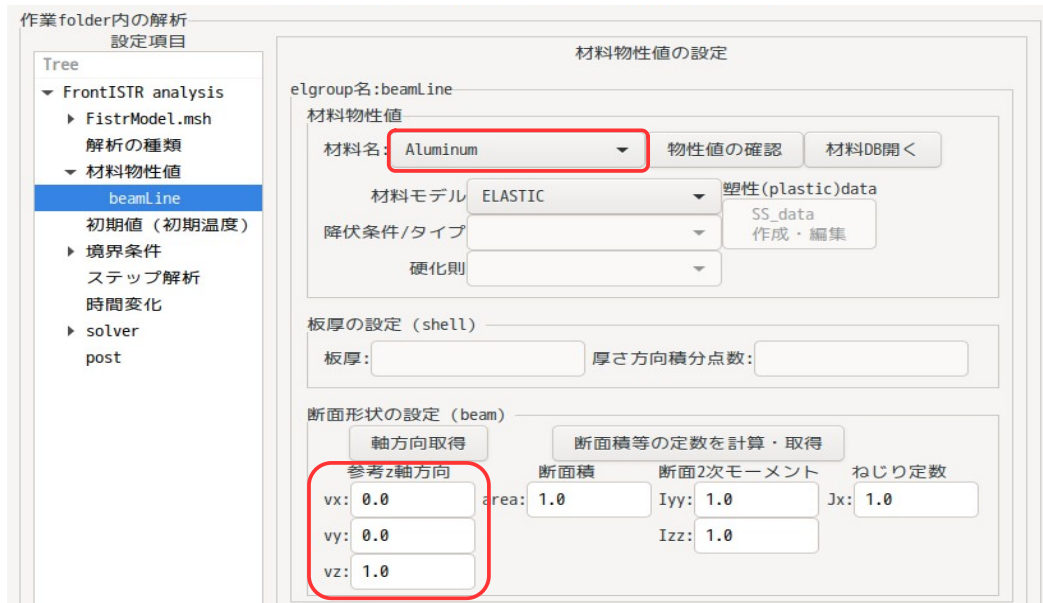 作業folder内の解析
設定項目
Tree
FrontISTR analysis
FistrModel.msh
解析の種類
材料物性値
beamLine
初期値 (初期温度)
境界条件
ステップ解析
時間変化
solver
post
材料物性値の設定
elgroup名:beamLine
材料物性値
材料名: Aluminum 物性値の確認 材料DB開く
材料モデル ELASTIC 塑性(plastic)data
降伏条件/タイプ SS_data
作成・編集
硬化則
板厚の設定 (shell)
板厚: 厚さ方向積分点数:
断面形状の設定 (beam)
軸方向取得 断面積等の定数を計算・取得
参考z軸方向 断面積 断面2次モーメント ねじり定数
vx: 0.0 area: 1.0 Iyy: 1.0 Jx: 1.0
vy: 0.0 Izz: 1.0
vz: 1.0